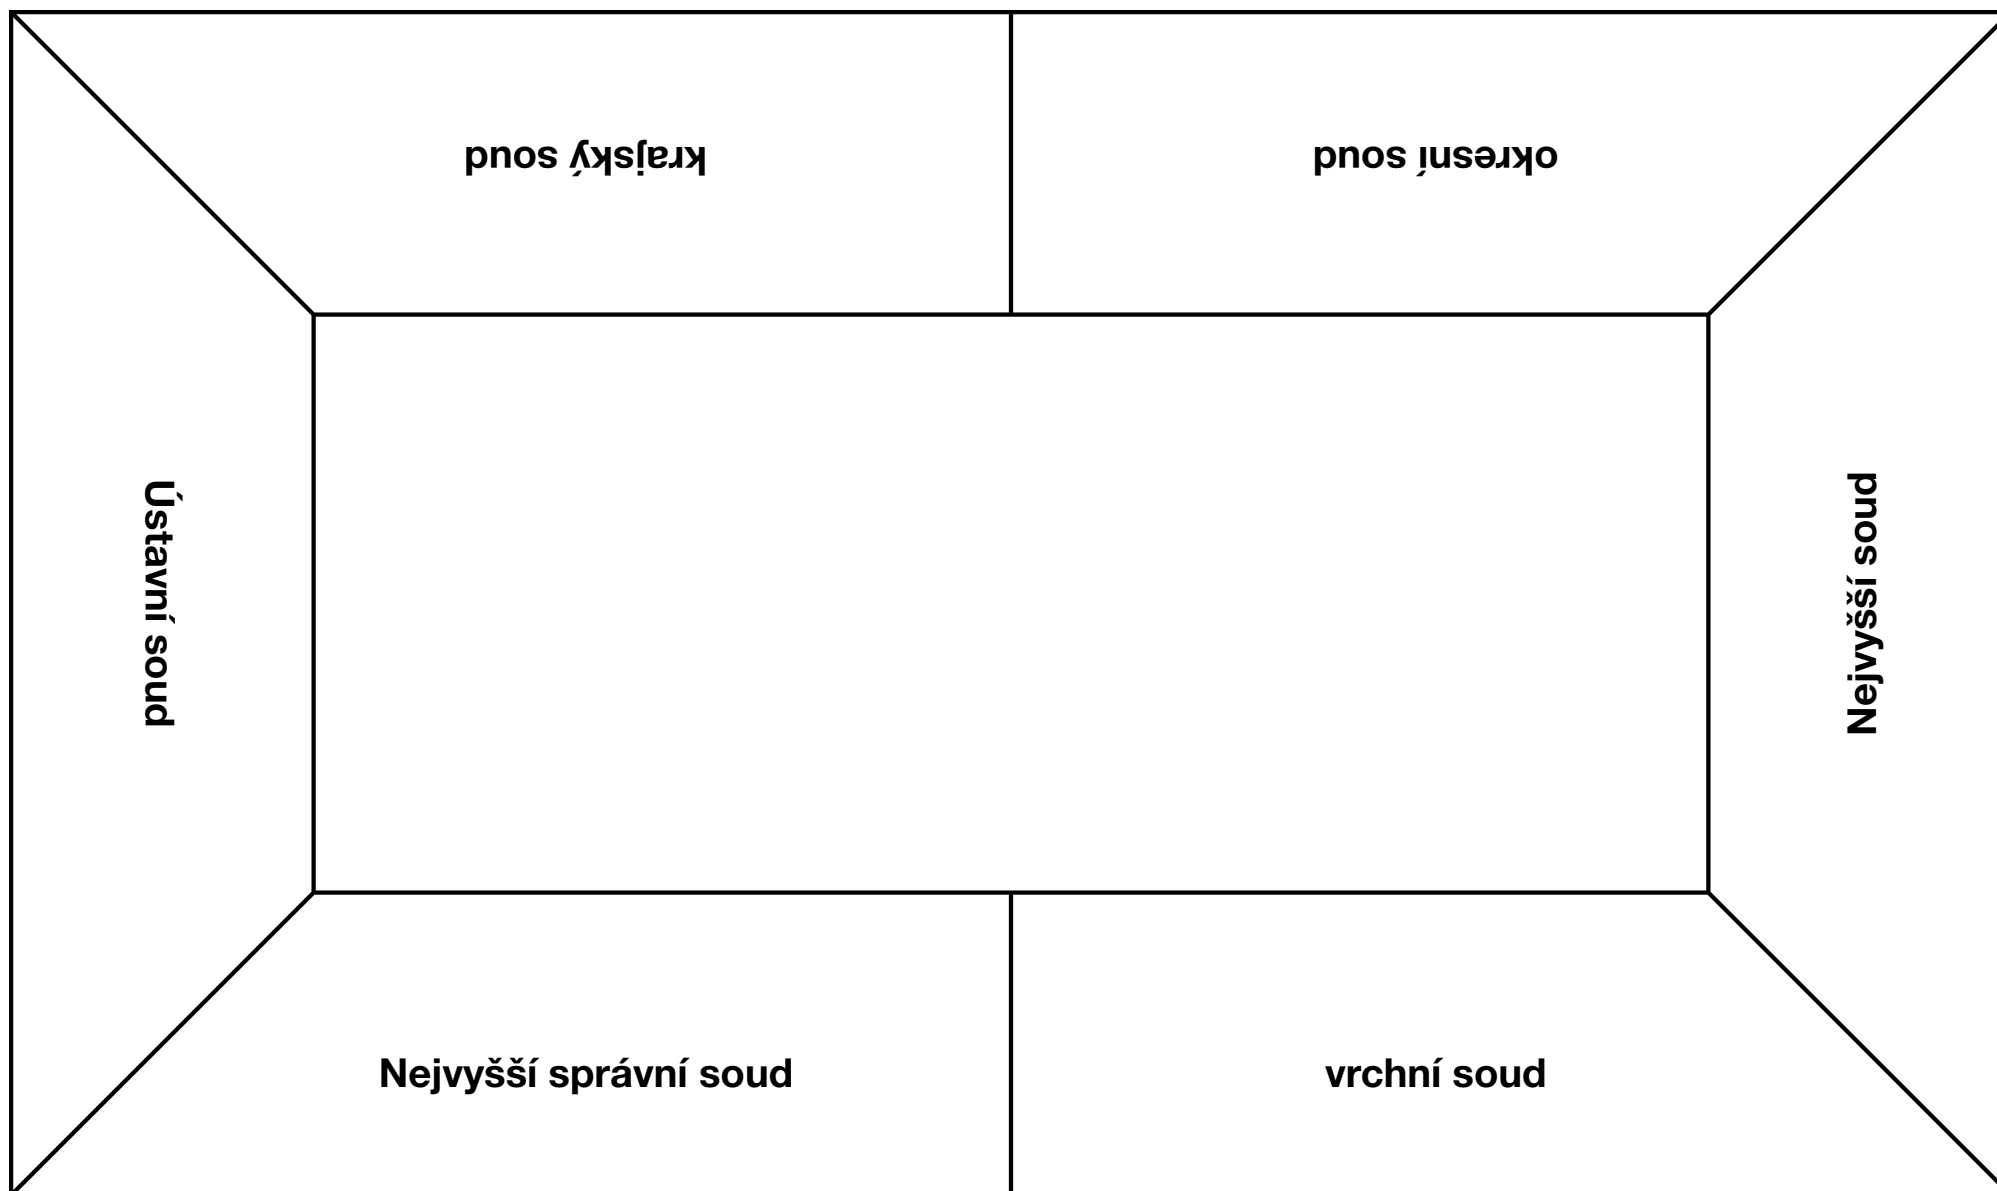 krajský soud
okresní soud
Ústavní soud
Nejvyšší soud
Nejvyšší správní soud
vrchní soud